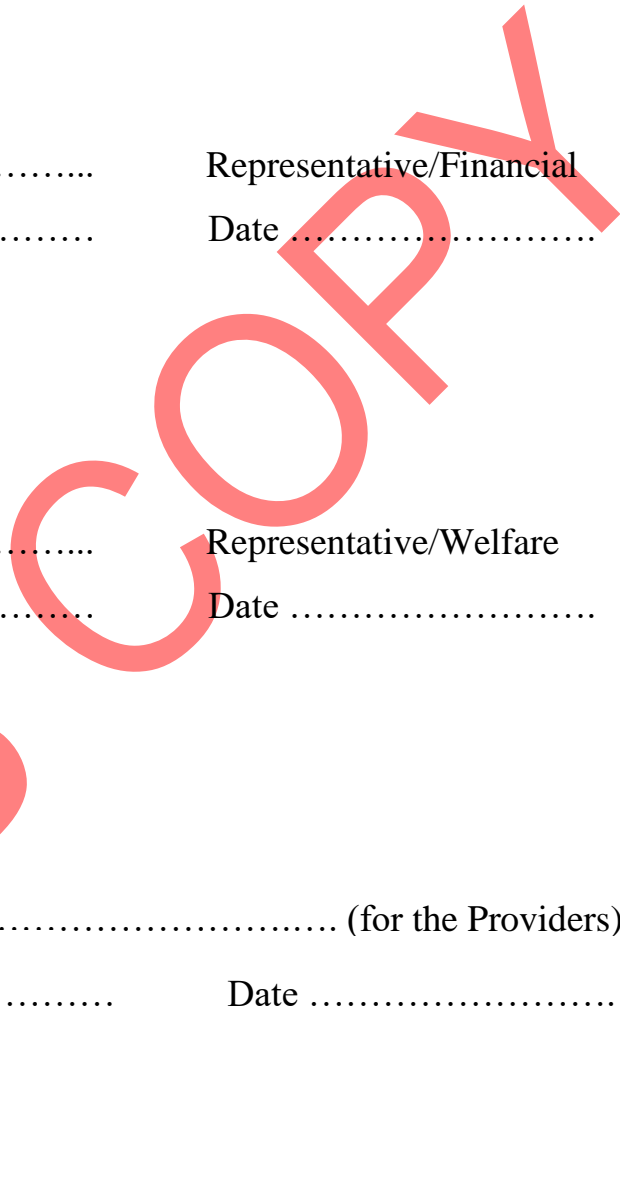 ……... Representative/Financial
……… Date …………………….
……... Representative/Welfare
……… Date …………………….
…………………….…. (for the Providers)
……… Date …………………….
COPY